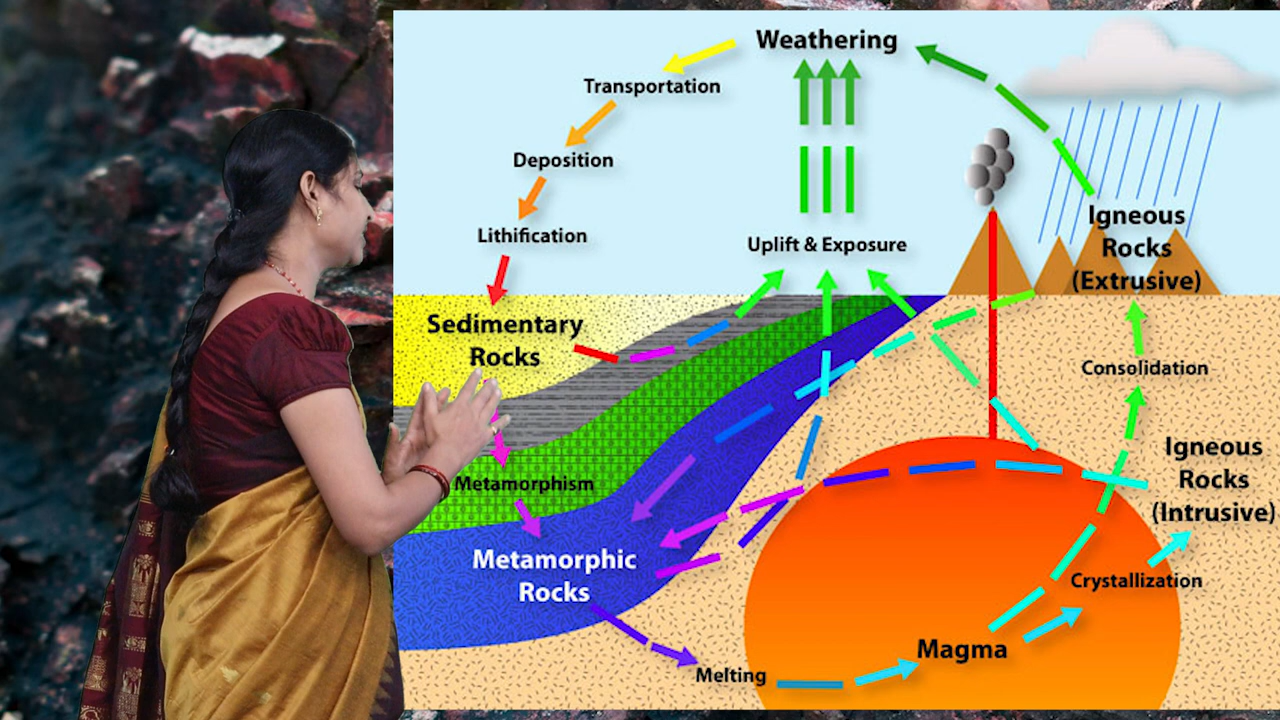 Weathering
Transportation
Deposition
Lithification
Uplift & Exposure
Igneous
Rocks
(Extrusive)
Sedimentary
Rocks
Consolidation
Igneous
Rocks
(Intrusive)
Metamorphism
Metamorphic
Rocks
Crystallization
Magma
Melting